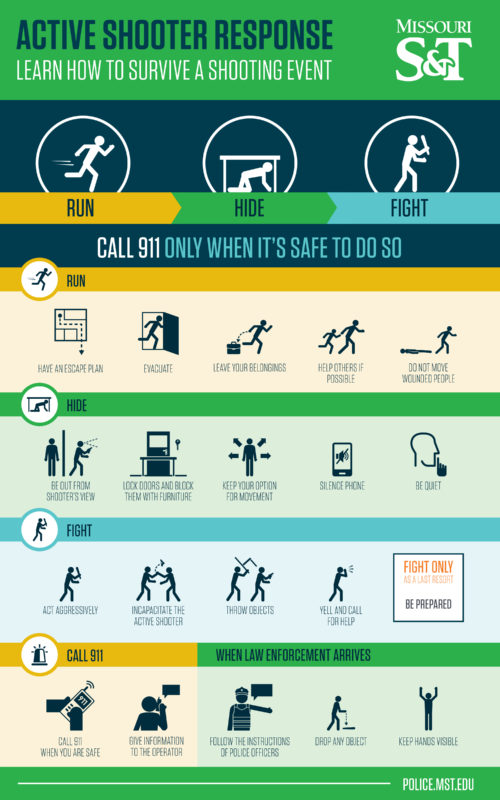 ACTIVE SHOOTER RESPONSE
LEARN HOW TO SURVIVE A SHOOTING EVENT
MISSOURI
S&T
RUN
HIDE
FIGHT
CALL 911 ONLY WHEN IT'S SAFE TO DO SO
RUN
HAVE AN ESCAPE PLAN
EVACUATE
LEAVE YOUR BELONGINGS
HELP OTHERS IF
POSSIBLE
DO NOT MOVE
WOUNDED PEOPLE
HIDE
BE OUT FROM
SHOOTER'S VIEW
LOCK DOORS AND BLOCK
THEM WITH FURNITURE
KEEP YOUR OPTION
FOR MOVEMENT
SILENCE PHONE
BE QUIET
FIGHT
ACT AGGRESSIVELY
INCAPACITATE THE
ACTIVE SHOOTER
THROW OBJECTS
YELL AND CALL
FOR HELP
FIGHT ONLY
AS A LAST RESORT
BE PREPARED
CALL 911
WHEN LAW ENFORCEMENT ARRIVES
911
CALL 911
WHEN YOU ARE SAFE
GIVE INFORMATION
TO THE OPERATOR
FOLLOW THE INSTRUCTIONS
OF POLICE OFFICERS
DROP ANY OBJECT
KEEP HANDS VISIBLE
POLICE.MST.EDU